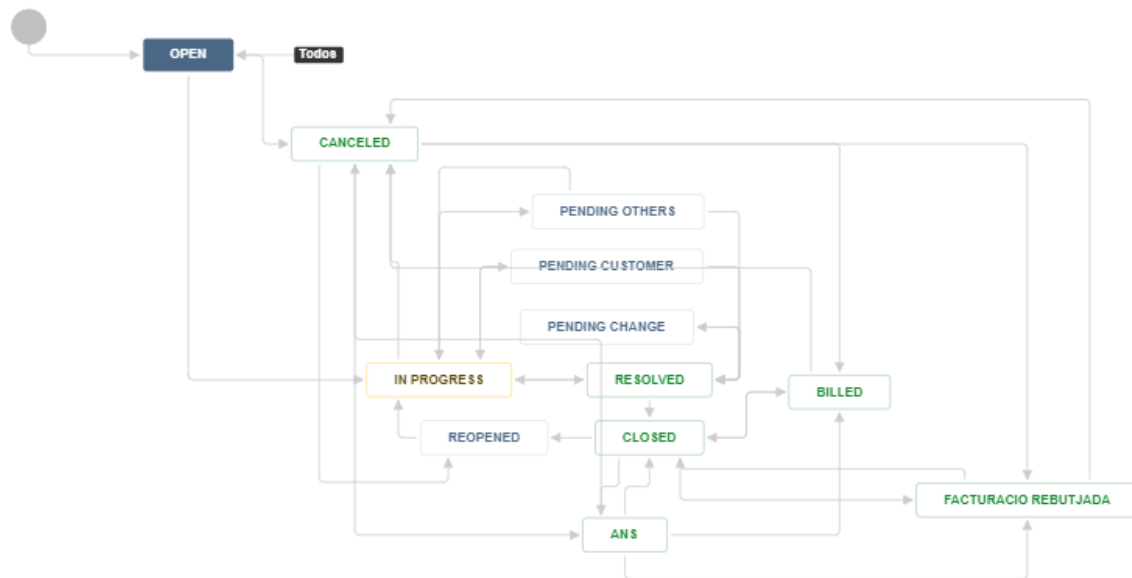 OPEN
Todos
CANCELED
PENDING OTHERS
PENDING CUSTOMER
PENDING CHANGE
IN PROGRESS
RESOLVED
BILLED
REOPENED
CLOSED
FACTURACIO REBUTJADA
ANS